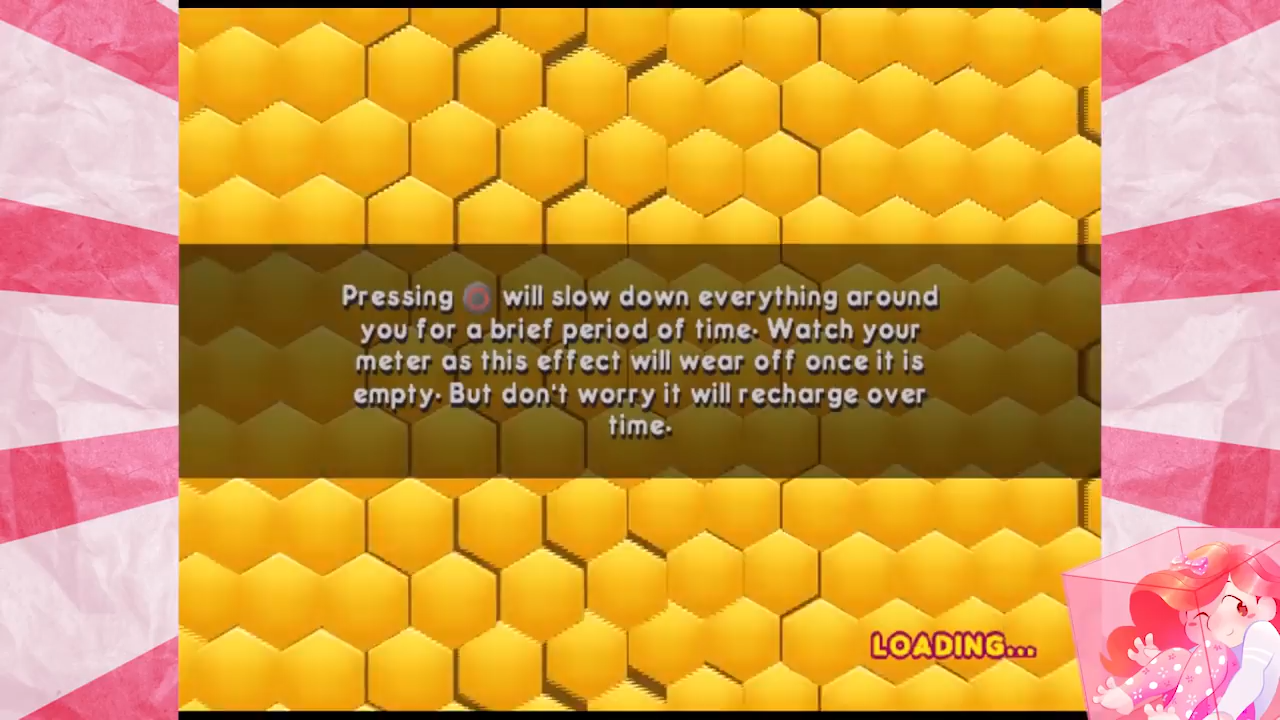 Pressing ◯ will slow down everything around
you for a brief period of time. Watch your
meter as this effect will wear off once it is
empty. But don't worry it will recharge over
time.
LOADING...